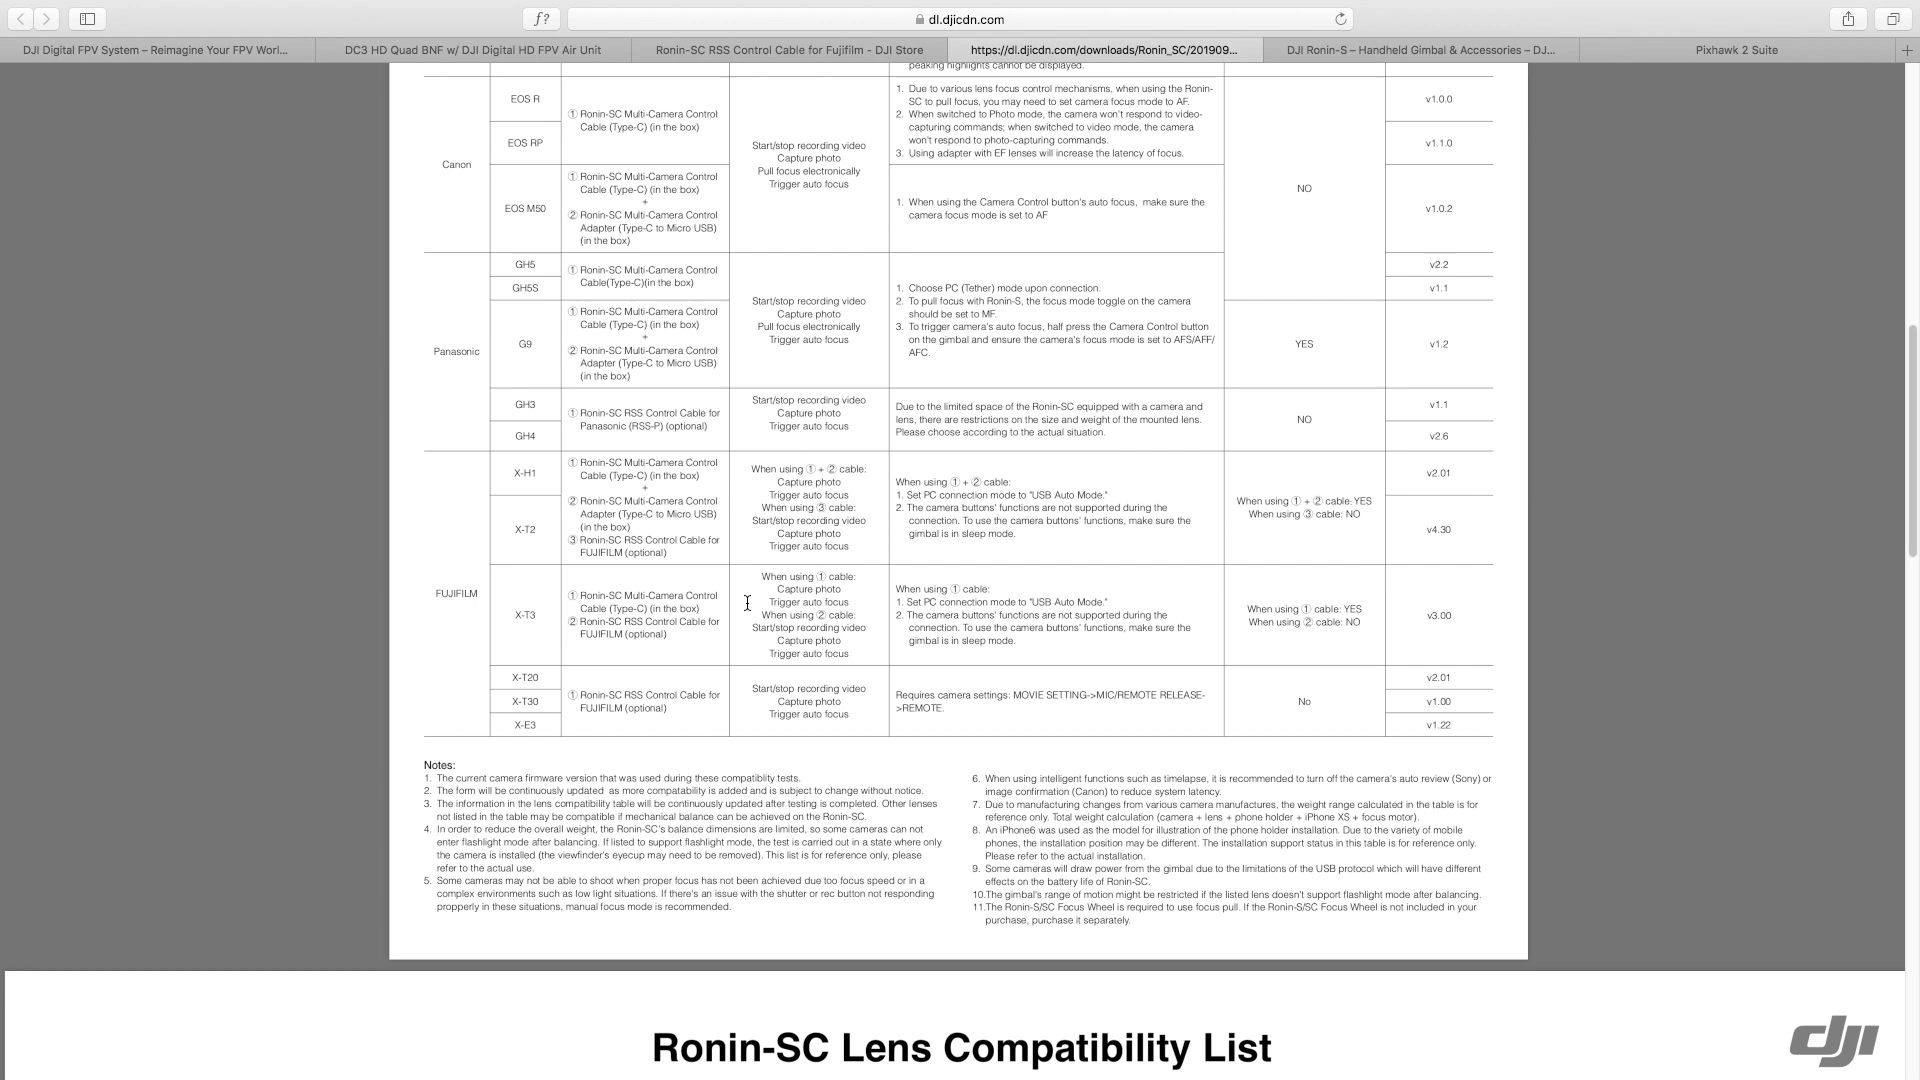 ƒ?
dl.djicdn.com
DJI Digital FPV System – Reimagine Your FPV Worl...
DC3 HD Quad BNF w/ DJI Digital HD FPV Air Unit
Ronin-SC RSS Control Cable for Fujifilm - DJI Store
https://dl.djicdn.com/downloads/Ronin_SC/201909...
DJI Ronin-S – Handheld Gimbal & Accessories – DJ...
Pixhawk 2 Suite
peaking highlights cannot be displayed.
Canon
EOS R
EOS RP
① Ronin-SC Multi-Camera Control
Cable (Type-C) (in the box)
EOS M50
① Ronin-SC Multi-Camera Control
Cable (Type-C) (in the box)
+
② Ronin-SC Multi-Camera Control
Adapter (Type-C to Micro USB)
(in the box)
Start/stop recording video
Capture photo
Pull focus electronically
Trigger auto focus
1. Due to various lens focus control mechanisms, when using the Ronin-
SC to pull focus, you may need to set camera focus mode to AF.
2. When switched to Photo mode, the camera won't respond to video-
capturing commands; when switched to video mode, the camera
won't respond to photo-capturing commands.
3. Using adapter with EF lenses will increase the latency of focus.
1. When using the Camera Control button's auto focus, make sure the
camera focus mode is set to AF
NO
v1.0.0
v1.1.0
v1.0.2
Panasonic
GH5
GH5S
① Ronin-SC Multi-Camera Control
Cable(Type-C)(in the box)
G9
① Ronin-SC Multi-Camera Control
Cable (Type-C) (in the box)
+
② Ronin-SC Multi-Camera Control
Adapter (Type-C to Micro USB)
(in the box)
Start/stop recording video
Capture photo
Pull focus electronically
Trigger auto focus
1. Choose PC (Tether) mode upon connection.
2. To pull focus with Ronin-S, the focus mode toggle on the camera
should be set to MF.
3. To trigger camera's auto focus, half press the Camera Control button
on the gimbal and ensure the camera's focus mode is set to AFS/AFF/
AFC.
YES
v2.2
v1.1
v1.2
GH3
GH4
① Ronin-SC RSS Control Cable for
Panasonic (RSS-P) (optional)
Start/stop recording video
Capture photo
Trigger auto focus
Due to the limited space of the Ronin-SC equipped with a camera and
lens, there are restrictions on the size and weight of the mounted lens.
Please choose according to the actual situation.
NO
v1.1
v2.6
FUJIFILM
X-H1
X-T2
① Ronin-SC Multi-Camera Control
Cable (Type-C) (in the box)
+
② Ronin-SC Multi-Camera Control
Adapter (Type-C to Micro USB)
(in the box)
③ Ronin-SC RSS Control Cable for
FUJIFILM (optional)
When using ① + ② cable:
Capture photo
Trigger auto focus
When using ③ cable:
Start/stop recording video
Capture photo
Trigger auto focus
When using ① + ② cable:
1. Set PC connection mode to "USB Auto Mode."
2. The camera buttons' functions are not supported during the
connection. To use the camera buttons' functions, make sure the
gimbal is in sleep mode.
When using ① + ② cable: YES
When using ③ cable: NO
v2.01
v4.30
X-T3
① Ronin-SC Multi-Camera Control
Cable (Type-C) (in the box)
② Ronin-SC RSS Control Cable for
FUJIFILM (optional)
When using ① cable:
Capture photo
Trigger auto focus
When using ② cable:
Start/stop recording video
Capture photo
Trigger auto focus
When using ① cable:
1. Set PC connection mode to "USB Auto Mode."
2. The camera buttons' functions are not supported during the
connection. To use the camera buttons' functions, make sure the
gimbal is in sleep mode.
When using ① cable: YES
When using ② cable: NO
v3.00
X-T20
X-T30
X-E3
① Ronin-SC RSS Control Cable for
FUJIFILM (optional)
Start/stop recording video
Capture photo
Trigger auto focus
Requires camera settings: MOVIE SETTING->MIC/REMOTE RELEASE-
>REMOTE.
No
v2.01
v1.00
v1.22
Notes:
1. The current camera firmware version that was used during these compatiblity tests.
2. The form will be continuously updated as more compatability is added and is subject to change without notice.
3. The information in the lens compatibility table will be continuously updated after testing is completed. Other lenses
not listed in the table may be compatible if mechanical balance can be achieved on the Ronin-SC.
4. In order to reduce the overall weight, the Ronin-SC's balance dimensions are limited, so some cameras can not
enter flashlight mode after balancing. If listed to support flashlight mode, the test is carried out in a state where only
the camera is installed (the viewfinder's eyecup may need to be removed). This list is for reference only, please
refer to the actual use.
5. Some cameras may not be able to shoot when proper focus has not been achieved due too focus speed or in a
complex environments such as low light situations. If there's an issue with the shutter or rec button not responding
propperly in these situations, manual focus mode is recommended.
6. When using intelligent functions such as timelapse, it is recommended to turn off the camera's auto review (Sony) or
image confirmation (Canon) to reduce system latency.
7. Due to manufacturing changes from various camera manufactures, the weight range calculated in the table is for
reference only. Total weight calculation (camera + lens + phone holder + iPhone XS + focus motor).
8. An iPhone6 was used as the model for illustration of the phone holder installation. Due to the variety of mobile
phones, the installation position may be different. The installation support status in this table is for reference only.
Please refer to the actual installation.
9. Some cameras will draw power from the gimbal due to the limitations of the USB protocol which will have different
effects on the battery life of Ronin-SC.
10.The gimbal's range of motion might be restricted if the listed lens doesn't support flashlight mode after balancing.
11.The Ronin-S/SC Focus Wheel is required to use focus pull. If the Ronin-S/SC Focus Wheel is not included in your
purchase, purchase it separately.
Ronin-SC Lens Compatibility List
dji